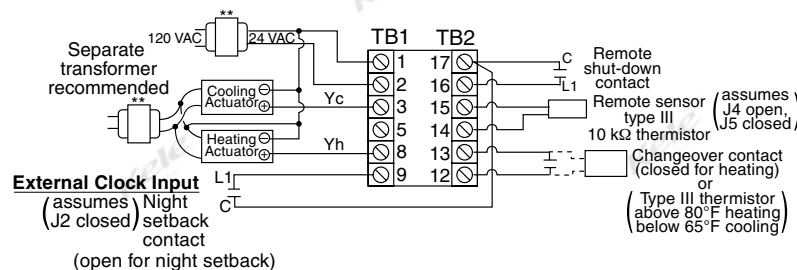 120 VAC
24 VAC
TB1 TB2
Separate
transformer
recommended
**
**
Cooling ⊖
Actuator ⊕
Yc
Heating ⊖
Actuator ⊕
Yh
1 17
2 16
3 15
5 14
8 13
9 12
C
L1
Remote
shut-down
contact
Remote sensor
type III
10 kΩ thermistor
(assumes
J4 open,
J5 closed)
Changeover contact
(closed for heating)
or
(Type III thermistor
above 80°F heating
below 65°F cooling)
External Clock Input
(assumes
J2 closed)
Night
setback
contact
(open for night setback)
L1
C